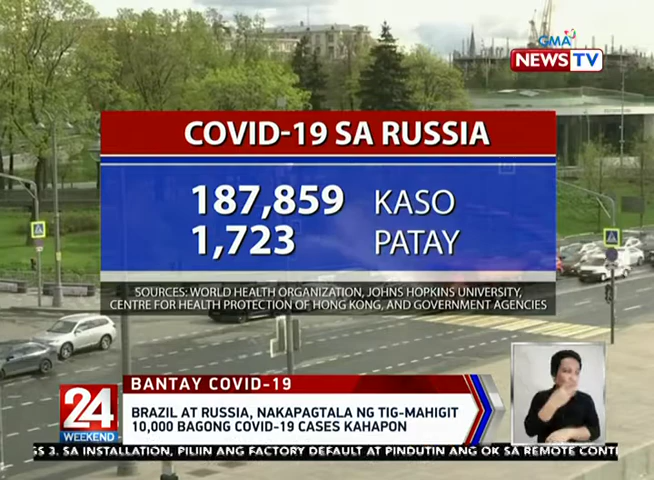 GMA
NEWS TV
COVID-19 SA RUSSIA
187,859 KASO
1,723 PATAY
SOURCES: WORLD HEALTH ORGANIZATION, JOHNS HOPKINS UNIVERSITY,
CENTRE FOR HEALTH PROTECTION OF HONG KONG, AND GOVERNMENT AGENCIES
BANTAY COVID-19
24
WEEKEND
BRAZIL AT RUSSIA, NAKAPAGTALA NG TIG-MAHIGIT
10,000 BAGONG COVID-19 CASES KAHAPON
3. SA INSTALLATION, PILIIN ANG FACTORY DEFAULT AT PINDUTIN ANG OK SA REMOTE